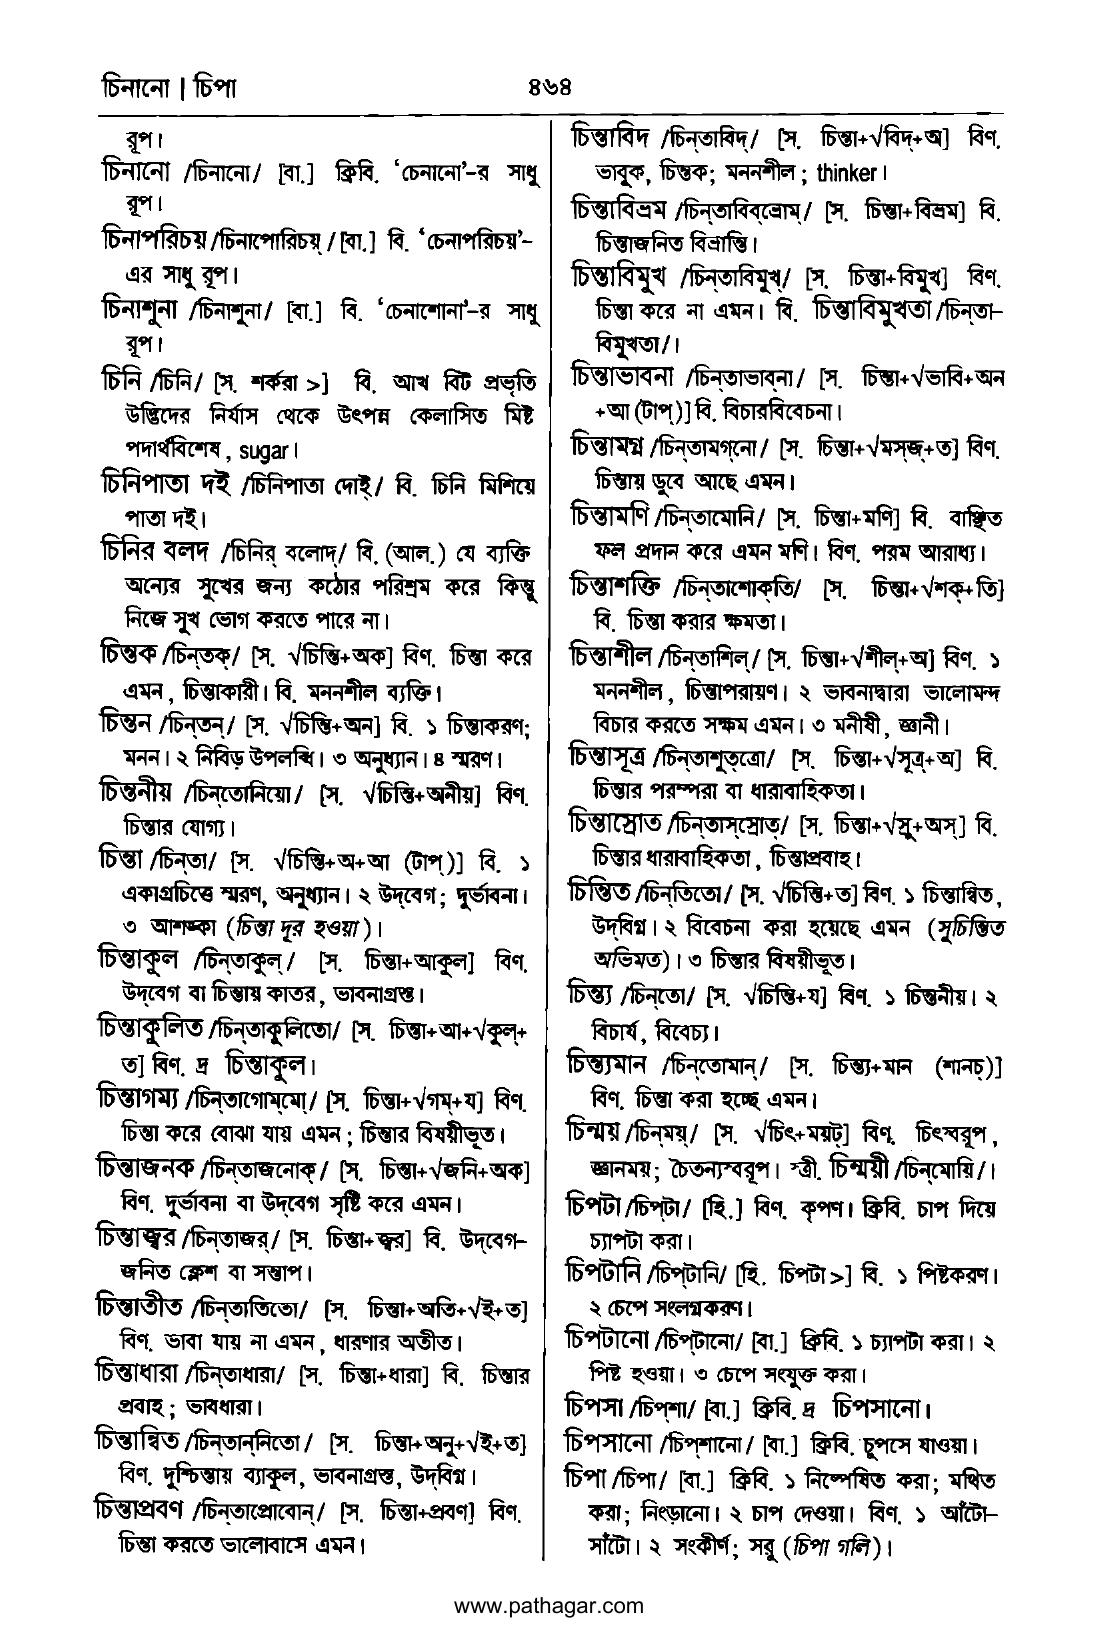 চিনানো | চিপা
৪৬৪
রূপ।
চিনানো /চিনানো/ [বা.] ক্রিবি. ‘চেনানো’-র সাধু
রূপ।
চিনাপরিচয় /চিনাপোরিচয়্ / [বা.] বি. ‘চেনাপরিচয়’-
এর সাধু রূপ।
চিনাশুনা /চিনাশুনা/ [বা.] বি. ‘চেনাশোনা’-র সাধু
রূপ।
চিনি /চিনি/ [স. শর্করা >] বি. আখ বিট প্রভৃতি
উদ্ভিদের নির্যাস থেকে উৎপন্ন কেলাসিত মিষ্ট
পদার্থবিশেষ, sugar।
চিনিপাতা দই /চিনিপাতা দোই্/ বি. চিনি মিশিয়ে
পাতা দই।
চিনির বলদ /চিনির্ বলোদ্/ বি. (আল.) যে ব্যক্তি
অন্যের সুখের জন্য কঠোর পরিশ্রম করে কিন্তু
নিজে সুখ ভোগ করতে পারে না।
চিন্তক /চিন্‌তক্/ [স. √চিন্তি+অক] বিণ. চিন্তা করে
এমন, চিন্তাকারী। বি. মননশীল ব্যক্তি।
চিন্তন /চিন্‌তন্/ [স. √চিন্তি+অন] বি. ১ চিন্তাকরণ;
মনন। ২ নিবিড় উপলব্ধি। ৩ অনুধ্যান। ৪ স্মরণ।
চিন্তনীয় /চিন্‌তোনিয়ো/ [স. √চিন্তি+অনীয়] বিণ.
চিন্তার যোগ্য।
চিন্তা /চিন্‌তা/ [স. √চিন্তি+অ+আ (টাপ্)] বি. ১
একাগ্রচিত্তে স্মরণ, অনুধ্যান। ২ উদ্‌বেগ; দুর্ভাবনা।
৩ আশঙ্কা (চিন্তা দূর হওয়া)।
চিন্তাকুল /চিন্‌তাকুল্/ [স. চিন্তা+আকুল] বিণ.
উদ্‌বেগ বা চিন্তায় কাতর, ভাবনাগ্রস্ত।
চিন্তাকুলিত /চিন্‌তাকুলিতো/ [স. চিন্তা+আ+√কুল্+
ত] বিণ. দ্র চিন্তাকুল।
চিন্তাগম্য /চিন্‌তাগোম্‌মো/ [স. চিন্তা+√গম্+য] বিণ.
চিন্তা করে বোঝা যায় এমন; চিন্তার বিষয়ীভূত।
চিন্তাজনক /চিন্‌তাজনোক্/ [স. চিন্তা+√জনি+অক]
বিণ. দুর্ভাবনা বা উদ্‌বেগ সৃষ্টি করে এমন।
চিন্তাজ্বর /চিন্‌তাজর্/ [স. চিন্তা+জ্বর] বি. উদ্‌বেগ-
জনিত ক্লেশ বা সন্তাপ।
চিন্তাতীত /চিন্‌তাতিতো/ [স. চিন্তা+অতি+√ই+ত]
বিণ. ভাবা যায় না এমন, ধারণার অতীত।
চিন্তাধারা /চিন্‌তাধারা/ [স. চিন্তা+ধারা] বি. চিন্তার
প্রবাহ; ভাবধারা।
চিন্তান্বিত /চিন্‌তান্‌নিতো/ [স. চিন্তা+অনু+√ই+ত]
বিণ. দুশ্চিন্তায় ব্যাকুল, ভাবনাগ্রস্ত, উদ্‌বিগ্ন।
চিন্তাপ্রবণ /চিন্‌তাপ্রোবোন্/ [স. চিন্তা+প্রবণ] বিণ.
চিন্তা করতে ভালোবাসে এমন।
চিন্তাবিদ /চিন্‌তাবিদ্/ [স. চিন্তা+√বিদ্+অ] বিণ.
ভাবুক, চিন্তক; মননশীল; thinker।
চিন্তাবিভ্রম /চিন্‌তাবিব্‌ভ্রোম্/ [স. চিন্তা+বিভ্রম] বি.
চিন্তাজনিত বিভ্রান্তি।
চিন্তাবিমুখ /চিন্‌তাবিমুখ্/ [স. চিন্তা+বিমুখ] বিণ.
চিন্তা করে না এমন। বি. চিন্তাবিমুখতা /চিন্‌তা-
বিমুখতা/।
চিন্তাভাবনা /চিন্‌তাভাব্‌না/ [স. চিন্তা+√ভাবি+অন
+আ (টাপ্)] বি. বিচারবিবেচনা।
চিন্তামগ্ন /চিন্‌তামগ্‌নো/ [স. চিন্তা+√মস্‌জ্+ত] বিণ.
চিন্তায় ডুবে আছে এমন।
চিন্তামণি /চিন্‌তামোনি/ [স. চিন্তা+মণি] বি. বাঞ্ছিত
ফল প্রদান করে এমন মণি। বিণ. পরম আরাধ্য।
চিন্তাশক্তি /চিন্‌তাশোক্‌তি/ [স. চিন্তা+√শক্+তি]
বি. চিন্তা করার ক্ষমতা।
চিন্তাশীল /চিন্‌তাশিল্/ [স. চিন্তা+√শীল্+অ] বিণ. ১
মননশীল, চিন্তাপরায়ণ। ২ ভাবনাদ্বারা ভালোমন্দ
বিচার করতে সক্ষম এমন। ৩ মনীষী, জ্ঞানী।
চিন্তাসূত্র /চিন্‌তাশুত্‌ত্রো/ [স. চিন্তা+√সূত্র্+অ] বি.
চিন্তার পরম্পরা বা ধারাবাহিকতা।
চিন্তাস্রোত /চিন্‌তাস্‌স্রোত্/ [স. চিন্তা+√স্রু+অস্] বি.
চিন্তার ধারাবাহিকতা, চিন্তাপ্রবাহ।
চিন্তিত /চিন্‌তিতো/ [স. √চিন্তি+ত] বিণ. ১ চিন্তান্বিত,
উদ্‌বিগ্ন। ২ বিবেচনা করা হয়েছে এমন (সুচিন্তিত
অভিমত)। ৩ চিন্তার বিষয়ীভূত।
চিন্ত্য /চিন্‌তো/ [স. √চিন্তি+য] বিণ. ১ চিন্তনীয়। ২
বিচার্য, বিবেচ্য।
চিন্ত্যমান /চিন্‌তোমান্/ [স. চিন্ত্য+মান (শানচ্)]
বিণ. চিন্তা করা হচ্ছে এমন।
চিন্ময় /চিন্‌ময়্/ [স. √চিৎ+ময়ট্] বিণ. চিৎস্বরূপ,
জ্ঞানময়; চৈতন্যস্বরূপ। স্ত্রী. চিন্ময়ী /চিন্‌মোয়ি/।
চিপটা /চিপ্‌টা/ [হি.] বিণ. কৃপণ। ক্রিবি. চাপ দিয়ে
চ্যাপটা করা।
চিপটানি /চিপ্‌টানি/ [হি. চিপটা >] বি. ১ পিষ্টকরণ।
২ চেপে সংলগ্নকরণ।
চিপটানো /চিপ্‌টানো/ [বা.] ক্রিবি. ১ চ্যাপটা করা। ২
পিষ্ট হওয়া। ৩ চেপে সংযুক্ত করা।
চিপসা /চিপ্‌শা/ [বা.] ক্রিবি. দ্র চিপসানো।
চিপসানো /চিপ্‌শানো/ [বা.] ক্রিবি. চুপসে যাওয়া।
চিপা /চিপা/ [বা.] ক্রিবি. ১ নিষ্পেষিত করা; মথিত
করা; নিংড়ানো। ২ চাপ দেওয়া। বিণ. ১ আঁটো-
সাঁটো। ২ সংকীর্ণ; সরু (চিপা গলি)।
www.pathagar.com